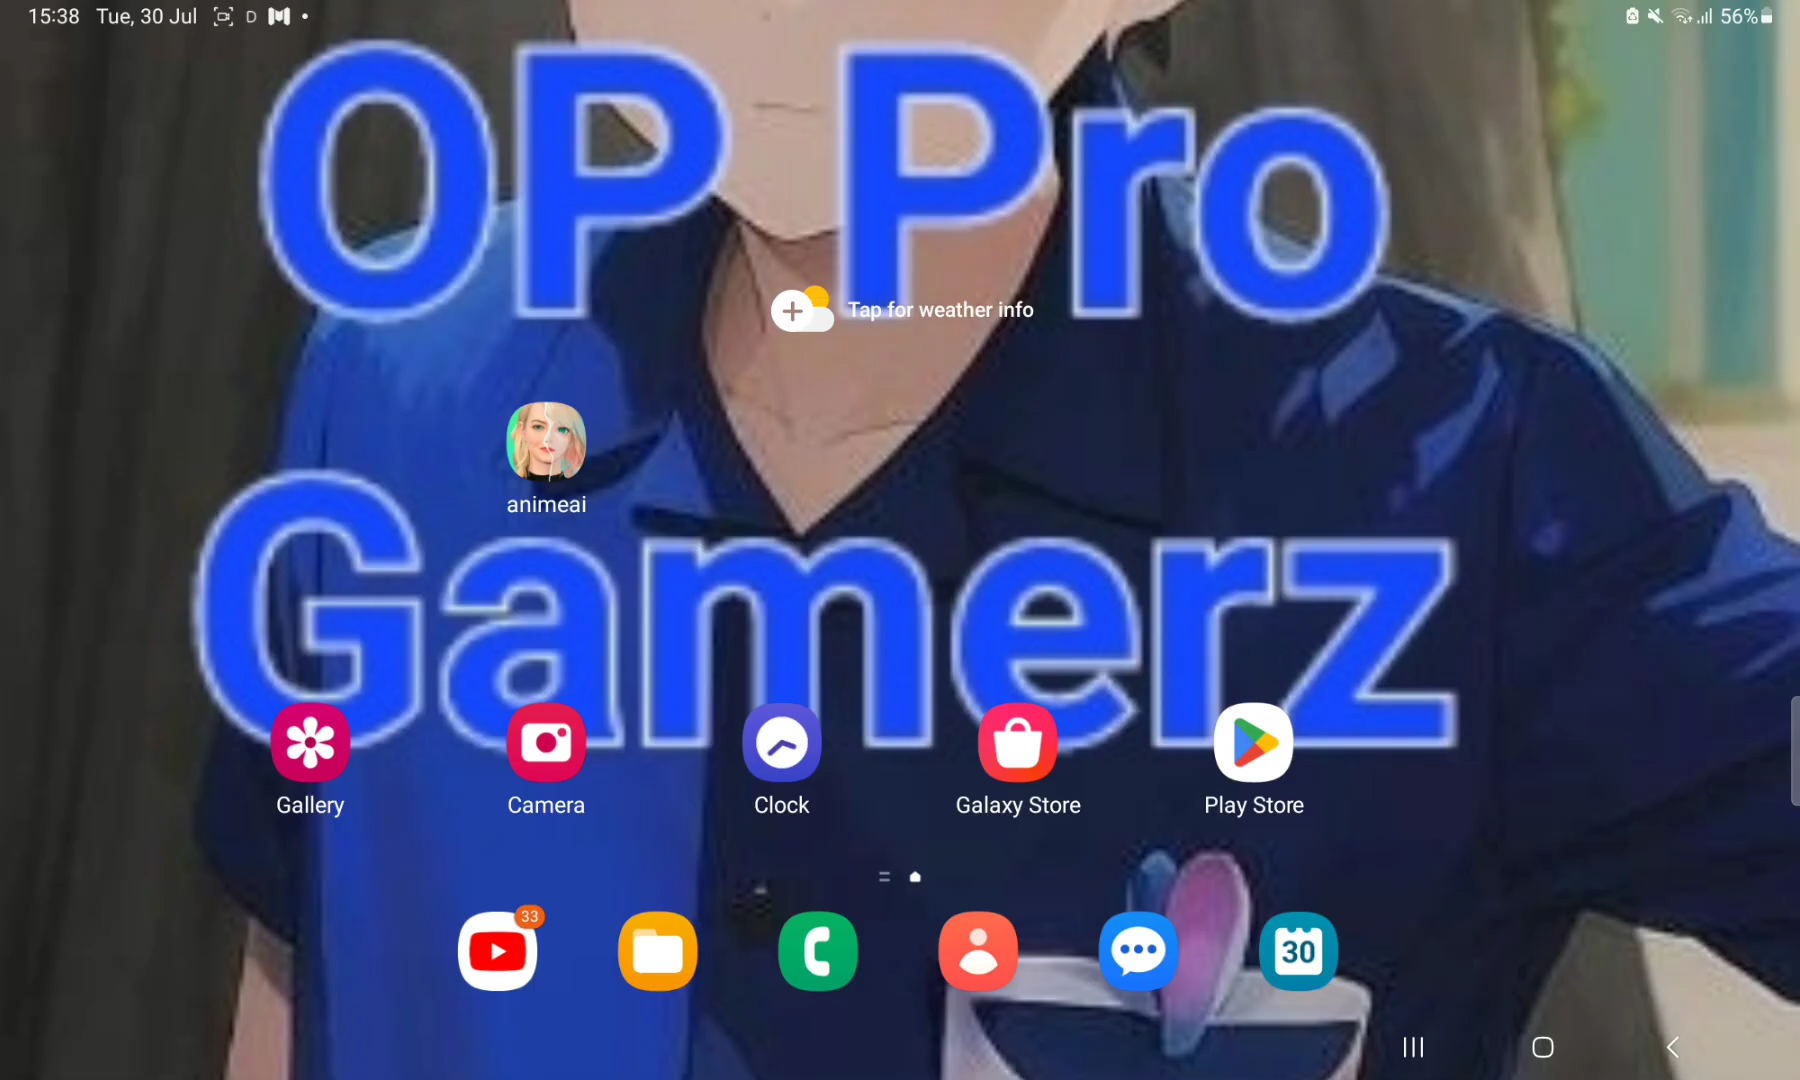 15:38 Tue, 30 Jul D 56%
OP Pro
Tap for weather info
animeai
Gamerz
Gallery Camera Clock Galaxy Store Play Store
33
30